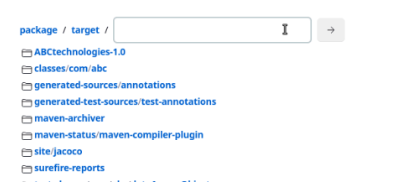 package / target /
ABCtechnologies-1.0
classes/com/abc
generated-sources/annotations
generated-test-sources/test-annotations
maven-archiver
maven-status/maven-compiler-plugin
site/jacoco
surefire-reports